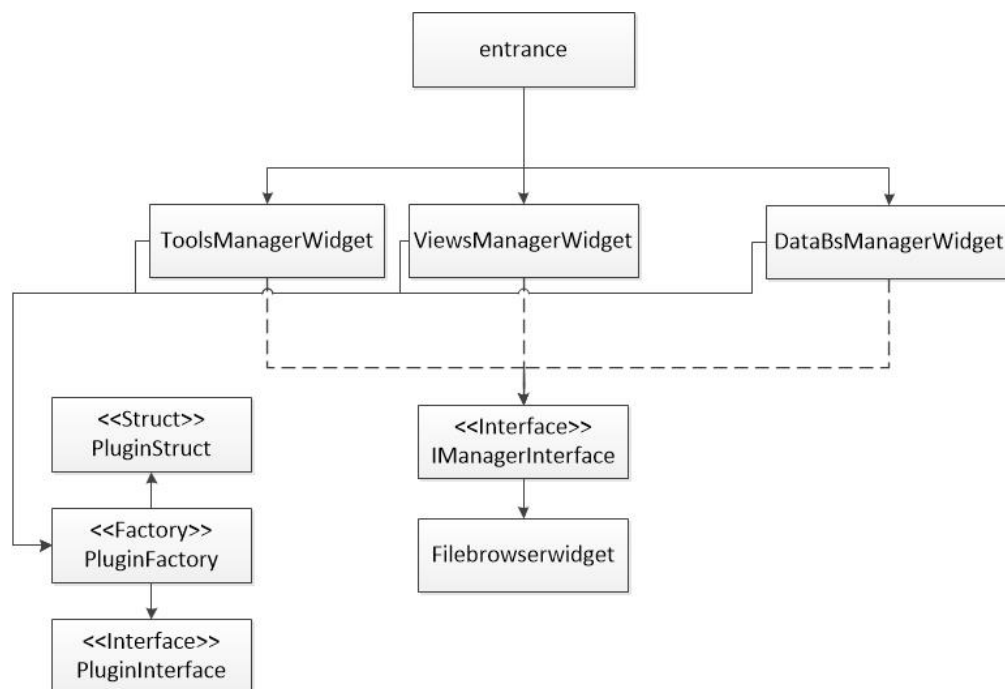 entrance
ToolsManagerWidget
ViewsManagerWidget
DataBsManagerWidget
<<Struct>>
PluginStruct
<<Interface>>
IManagerInterface
<<Factory>>
PluginFactory
Filebrowserwidget
<<Interface>>
PluginInterface